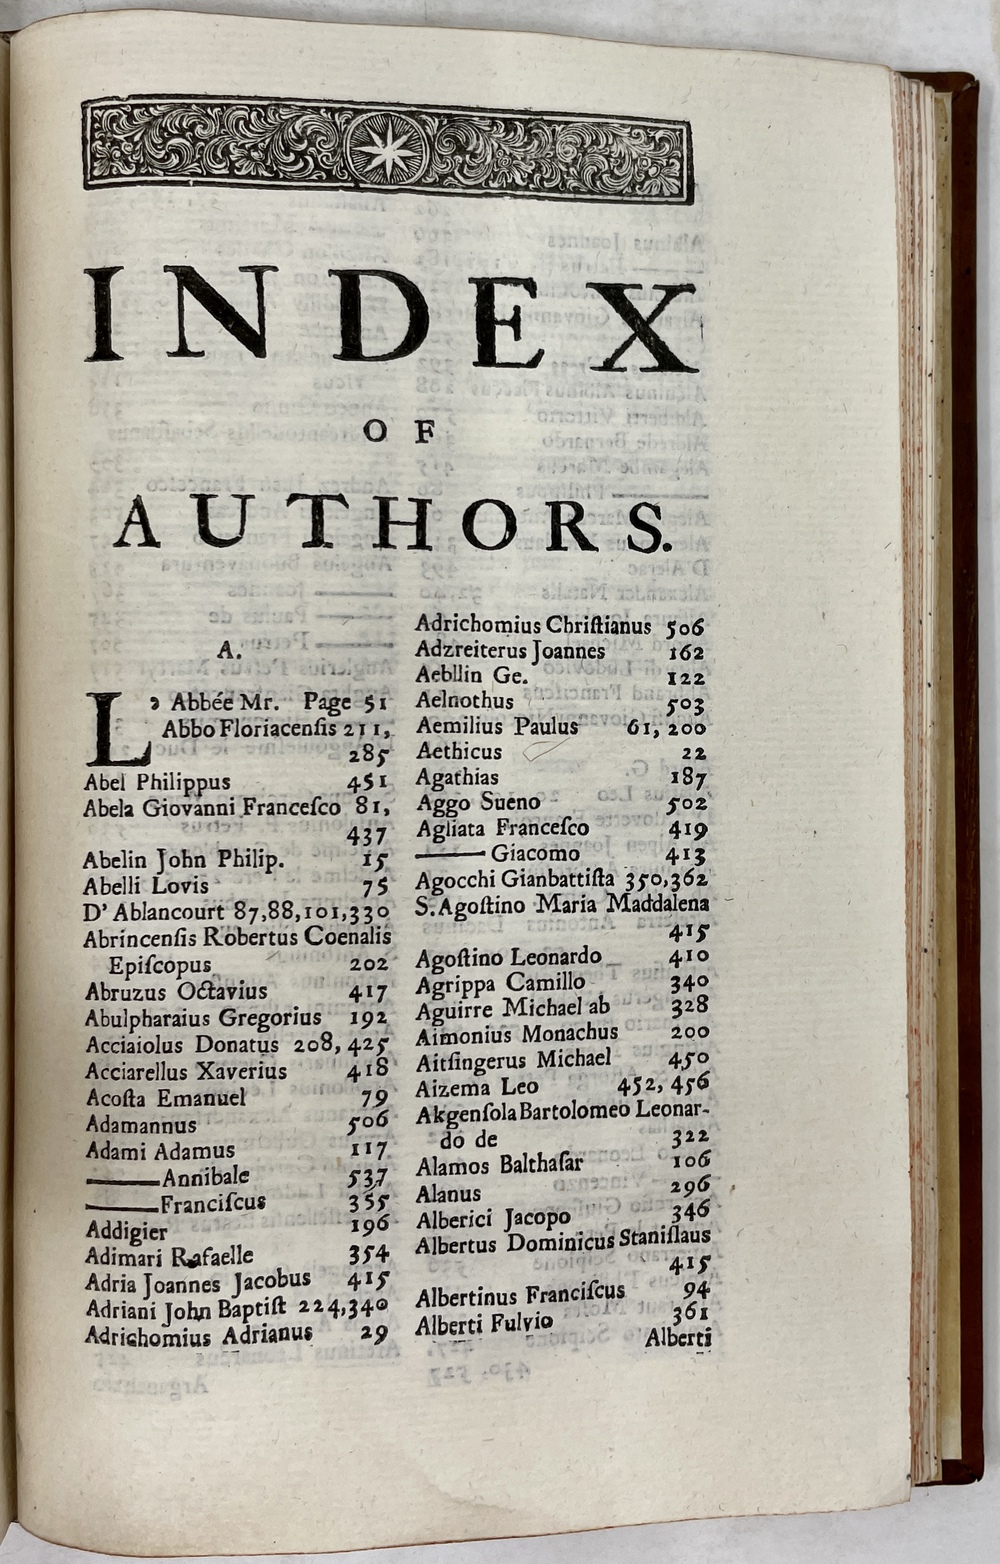 INDEX
OF
AUTHORS.
A.
L'Abbée Mr. Page 51
Abbo Floriacenſis 211,
285
Abel Philippus 451
Abela Giovanni Franceſco 81,
437
Abelin John Philip. 15
Abelli Lovis 75
D' Ablancourt 87,88,101,330
Abrincenſis Robertus Coenalis
Epiſcopus 202
Abruzus Octavius 417
Abulpharaius Gregorius 192
Acciaiolus Donatus 208, 425
Acciarellus Xaverius 418
Acoſta Emanuel 79
Adamannus 506
Adami Adamus 117
——Annibale 537
——Franciſcus 355
Addigier 196
Adimari Rafaelle 354
Adria Joannes Jacobus 415
Adriani John Baptiſt 224,340
Adrichomius Adrianus 29
Adrichomius Chriſtianus 506
Adzreiterus Joannes 162
Aebllin Ge. 122
Aelnothus 503
Aemilius Paulus 61, 200
Aethicus 22
Agathias 187
Aggo Sueno 502
Agliata Franceſco 419
——Giacomo 413
Agocchi Gianbattiſta 350,362
S. Agoſtino Maria Maddalena
415
Agoſtino Leonardo 410
Agrippa Camillo 340
Aguirre Michael ab 328
Aimonius Monachus 200
Aitſingerus Michael 450
Aizema Leo 452, 456
Akgenſola Bartolomeo Leonar-
do de 322
Alamos Balthaſar 106
Alanus 296
Alberici Jacopo 346
Albertus Dominicus Staniſlaus
415
Albertinus Franciſcus 94
Alberti Fulvio 361
Alberti